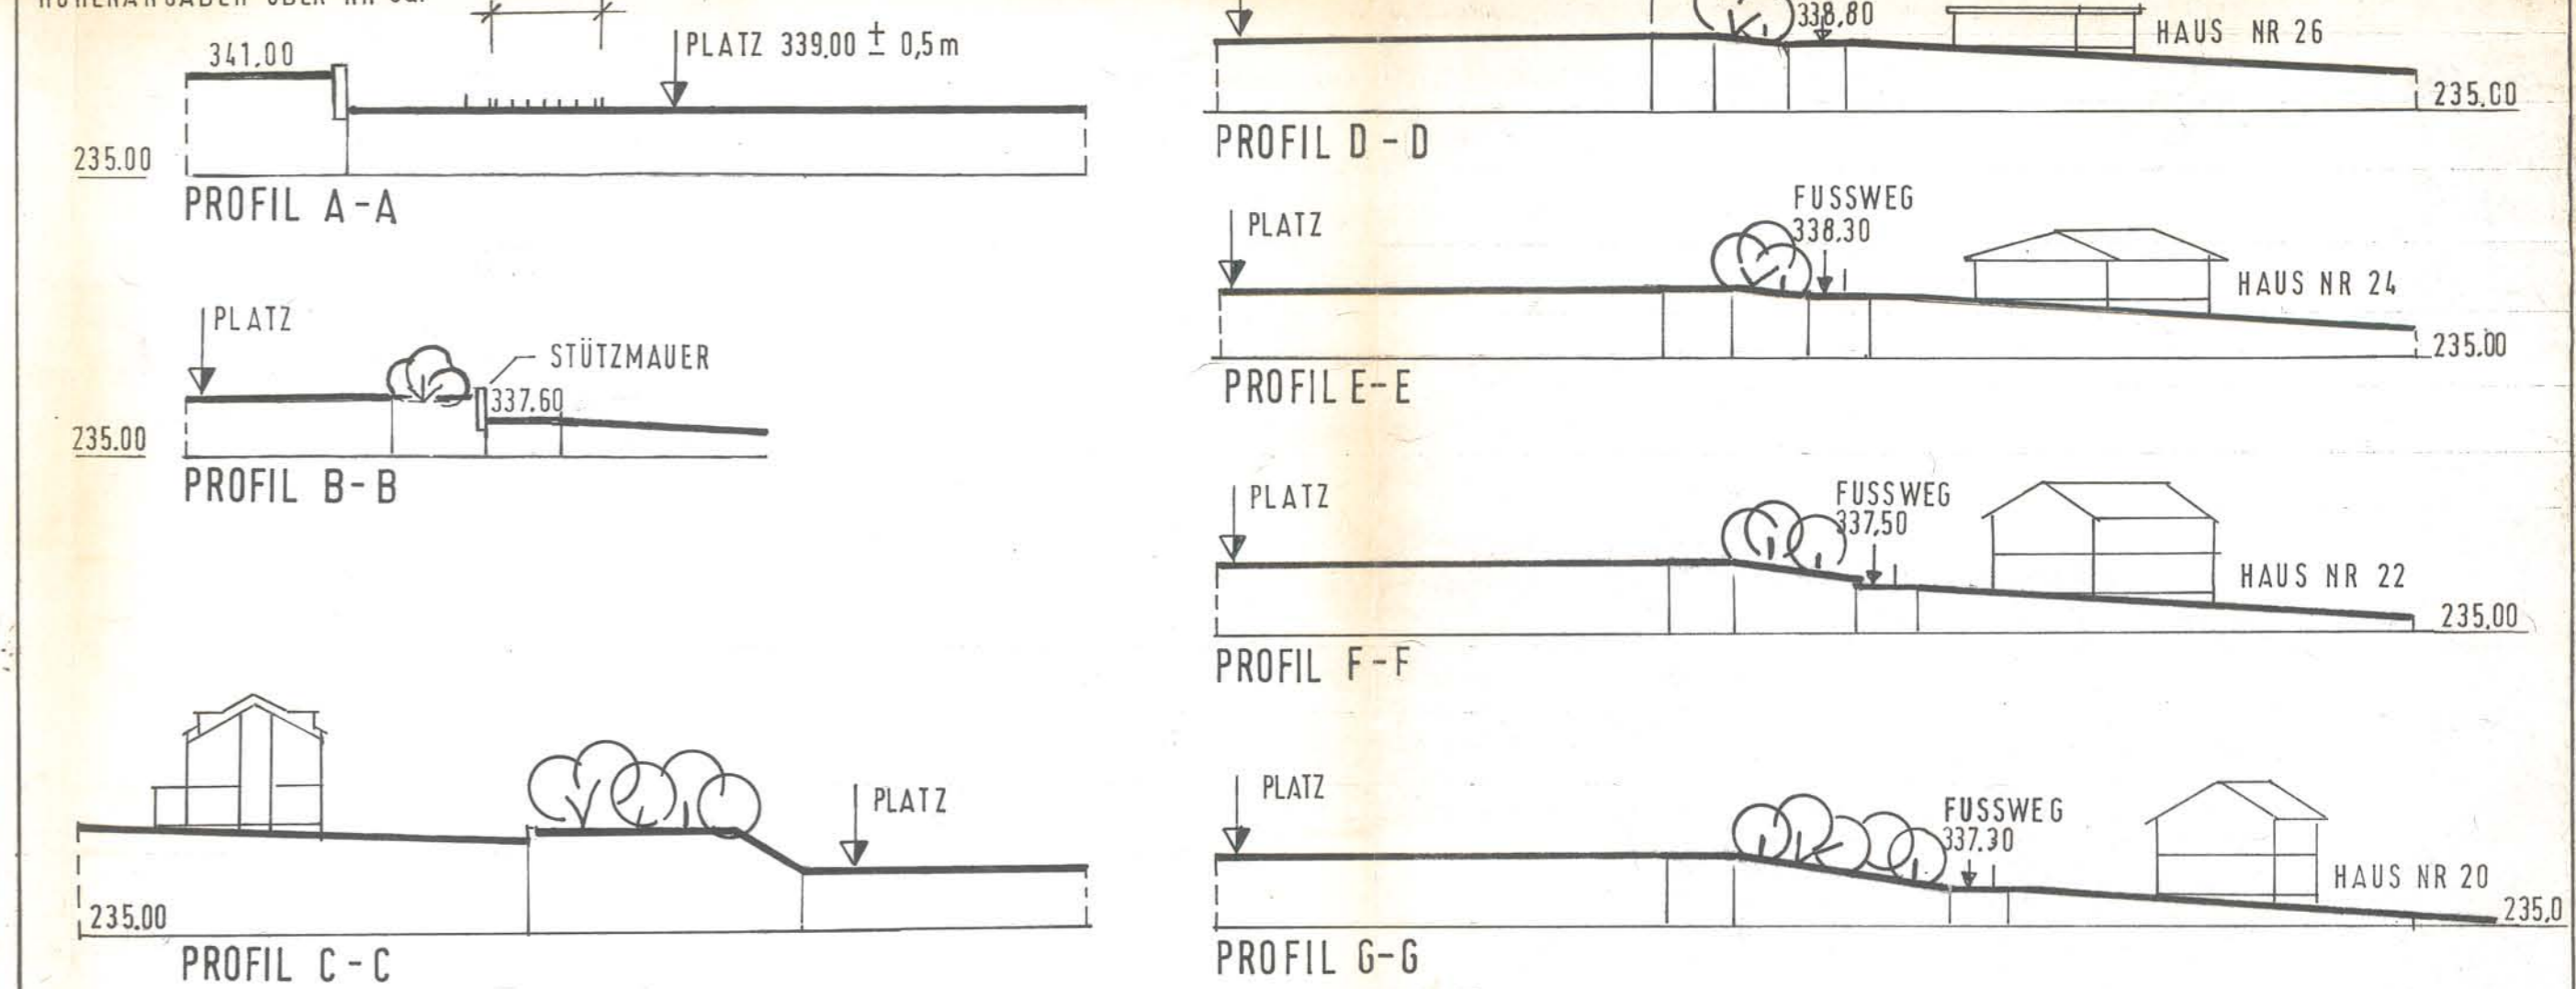 341,00
PLATZ 339,00 ± 0,5m
235.00
PROFIL A-A
PLATZ
STÜTZMAUER
337.60
235.00
PROFIL B-B
PLATZ
235.00
PROFIL C-C
338,80
HAUS NR 26
235,00
PROFIL D-D
FUSSWEG
PLATZ
338,30
HAUS NR 24
235,00
PROFIL E-E
PLATZ
FUSSWEG
337,50
HAUS NR 22
235,00
PROFIL F-F
PLATZ
FUSSWEG
337.30
HAUS NR 20
235,0
PROFIL G-G